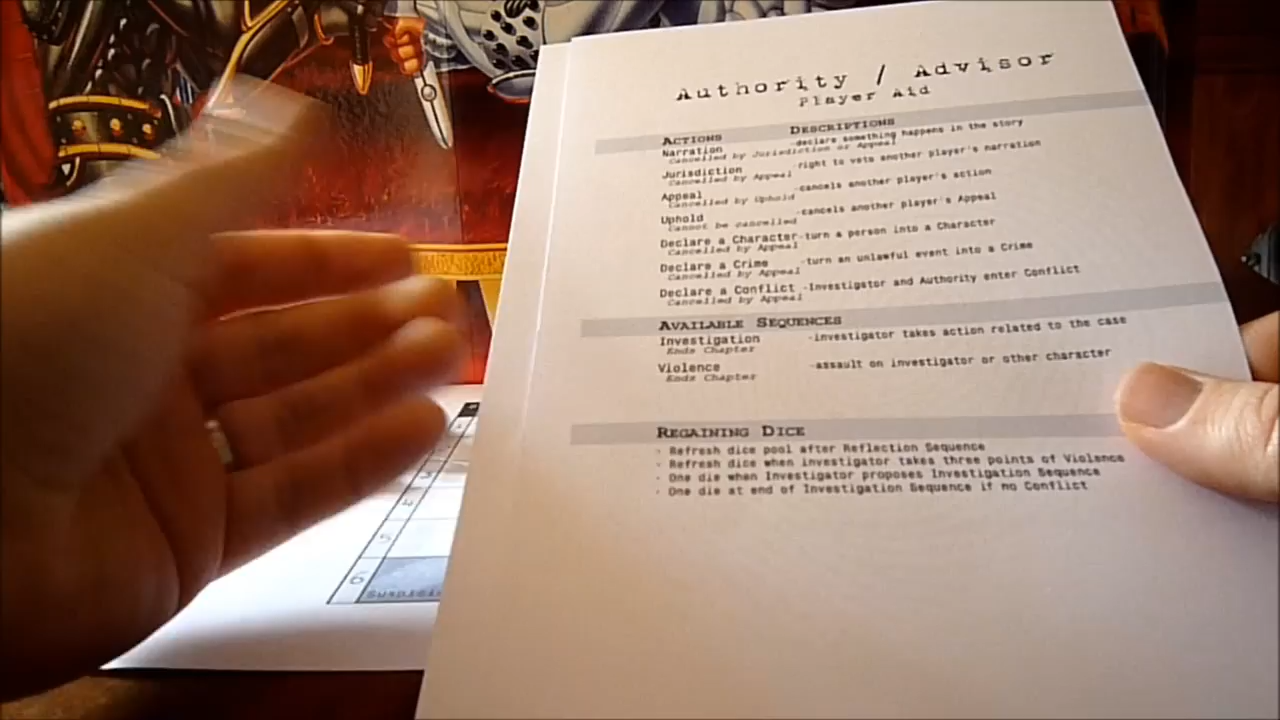 Authority / Advisor
Player Aid
ACTIONS DESCRIPTIONS
Narration -declare something happens in the story
Cancelled by Jurisdiction or Appeal
Jurisdiction -right to veto another player's narration
Cancelled by Appeal
Appeal -cancels another player's action
Cancelled by Uphold
Uphold -cancels another player's Appeal
Cannot be cancelled
Declare a Character -turn a person into a Character
Cancelled by Appeal
Declare a Crime -turn an unlawful event into a Crime
Cancelled by Appeal
Declare a Conflict -Investigator and Authority enter Conflict
Cancelled by Appeal
AVAILABLE SEQUENCES
Investigation -investigator takes action related to the case
Ends Chapter
Violence -assault on investigator or other character
Ends Chapter
REGAINING DICE
· Refresh dice pool after Reflection Sequence
· Refresh dice when investigator takes three points of Violence
· One die when Investigator proposes Investigation Sequence
· One die at end of Investigation Sequence if no Conflict
3
4
5
6